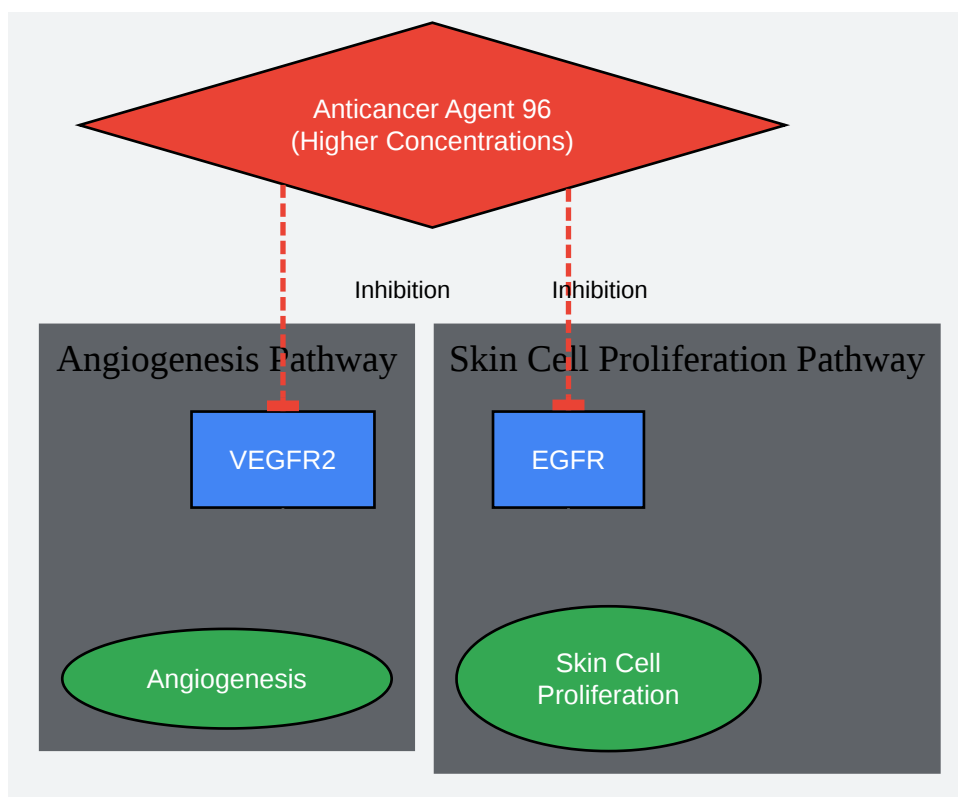 Anticancer Agent 96
(Higher Concentrations)
Inhibition
Inhibition
Angiogenesis Pathway
Skin Cell Proliferation Pathway
VEGFR2
EGFR
Angiogenesis
Skin Cell
Proliferation